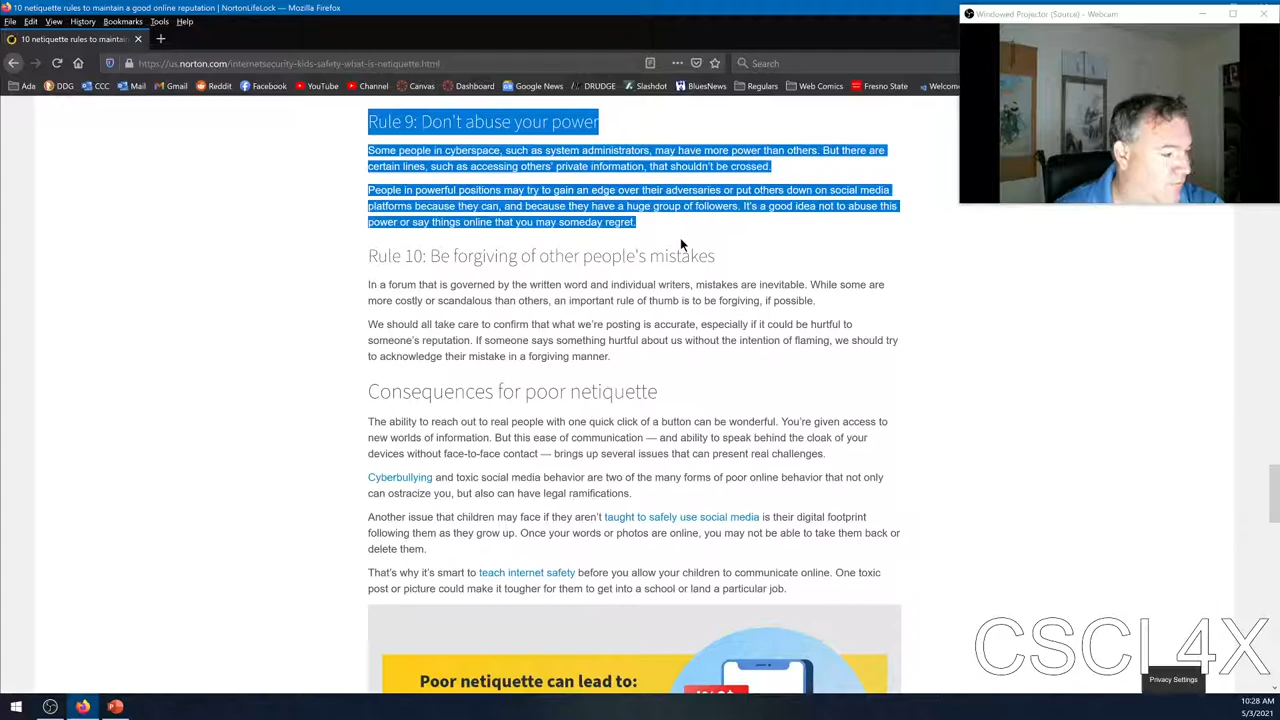 10 netiquette rules to maintain a good online reputation | NortonLifeLock — Mozilla Firefox
File Edit View History Bookmarks Tools Help
10 netiquette rules to maintain
https://us.norton.com/internetsecurity-kids-safety-what-is-netiquette.html
Search
Ada DDG CCC Mail Gmail Reddit Facebook YouTube Channel Canvas Dashboard Google News DRUDGE Slashdot BluesNews Regulars Web Comics Fresno State Welcome
Windowed Projector (Source) - Webcam
Rule 9: Don't abuse your power
Some people in cyberspace, such as system administrators, may have more power than others. But there are
certain lines, such as accessing others' private information, that shouldn't be crossed.
People in powerful positions may try to gain an edge over their adversaries or put others down on social media
platforms because they can, and because they have a huge group of followers. It's a good idea not to abuse this
power or say things online that you may someday regret.
Rule 10: Be forgiving of other people's mistakes
In a forum that is governed by the written word and individual writers, mistakes are inevitable. While some are
more costly or scandalous than others, an important rule of thumb is to be forgiving, if possible.
We should all take care to confirm that what we're posting is accurate, especially if it could be hurtful to
someone's reputation. If someone says something hurtful about us without the intention of flaming, we should try
to acknowledge their mistake in a forgiving manner.
Consequences for poor netiquette
The ability to reach out to real people with one quick click of a button can be wonderful. You're given access to
new worlds of information. But this ease of communication — and ability to speak behind the cloak of your
devices without face-to-face contact — brings up several issues that can present real challenges.
Cyberbullying and toxic social media behavior are two of the many forms of poor online behavior that not only
can ostracize you, but also can have legal ramifications.
Another issue that children may face if they aren't taught to safely use social media is their digital footprint
following them as they grow up. Once your words or photos are online, you may not be able to take them back or
delete them.
That's why it's smart to teach internet safety before you allow your children to communicate online. One toxic
post or picture could make it tougher for them to get into a school or land a particular job.
Poor netiquette can lead to:
CSCI 4X
Privacy Settings
10:28 AM
5/3/2021